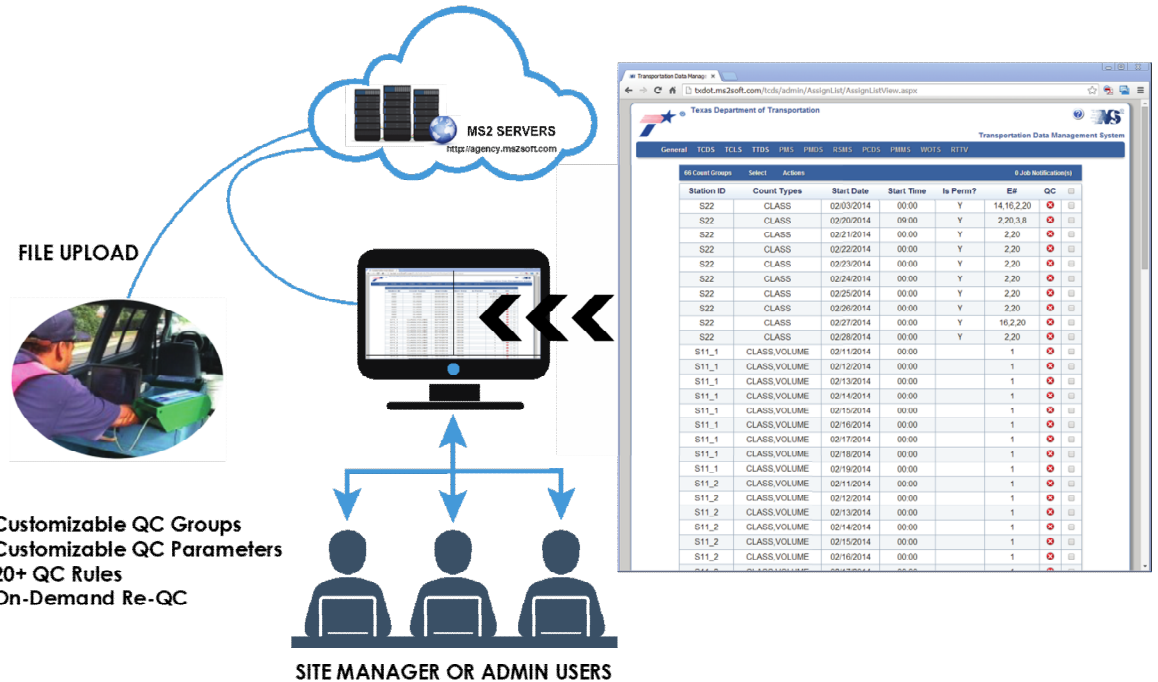 MS2 SERVERS
http://agency.ms2soft.com
FILE UPLOAD
Customizable QC Groups
Customizable QC Parameters
20+ QC Rules
On-Demand Re-QC
SITE MANAGER OR ADMIN USERS
Transportation Data Manage
txdot.ms2soft.com/tcds/admin/AssignList/AssignListView.aspx
Texas Department of Transportation
Transportation Data Management System
General TCDS TCLS TTDS PMS PMDS RSMS PCDS PMMS WOTS RTTV
66 Count Groups Select Actions 0 Job Notification(s)
Station ID Count Types Start Date Start Time Is Perm? E# QC
S22 CLASS 02/03/2014 00:00 Y 14,16,2,20
S22 CLASS 02/20/2014 09:00 Y 2,20,3,8
S22 CLASS 02/21/2014 00:00 Y 2,20
S22 CLASS 02/22/2014 00:00 Y 2,20
S22 CLASS 02/23/2014 00:00 Y 2,20
S22 CLASS 02/24/2014 00:00 Y 2,20
S22 CLASS 02/25/2014 00:00 Y 2,20
S22 CLASS 02/26/2014 00:00 Y 2,20
S22 CLASS 02/27/2014 00:00 Y 16,2,20
S22 CLASS 02/28/2014 00:00 Y 2,20
S11_1 CLASS,VOLUME 02/11/2014 00:00 1
S11_1 CLASS,VOLUME 02/12/2014 00:00 1
S11_1 CLASS,VOLUME 02/13/2014 00:00 1
S11_1 CLASS,VOLUME 02/14/2014 00:00 1
S11_1 CLASS,VOLUME 02/15/2014 00:00 1
S11_1 CLASS,VOLUME 02/16/2014 00:00 1
S11_1 CLASS,VOLUME 02/17/2014 00:00 1
S11_1 CLASS,VOLUME 02/18/2014 00:00 1
S11_1 CLASS,VOLUME 02/19/2014 00:00 1
S11_2 CLASS,VOLUME 02/11/2014 00:00 1
S11_2 CLASS,VOLUME 02/12/2014 00:00 1
S11_2 CLASS,VOLUME 02/13/2014 00:00 1
S11_2 CLASS,VOLUME 02/14/2014 00:00 1
S11_2 CLASS,VOLUME 02/15/2014 00:00 1
S11_2 CLASS,VOLUME 02/16/2014 00:00 1